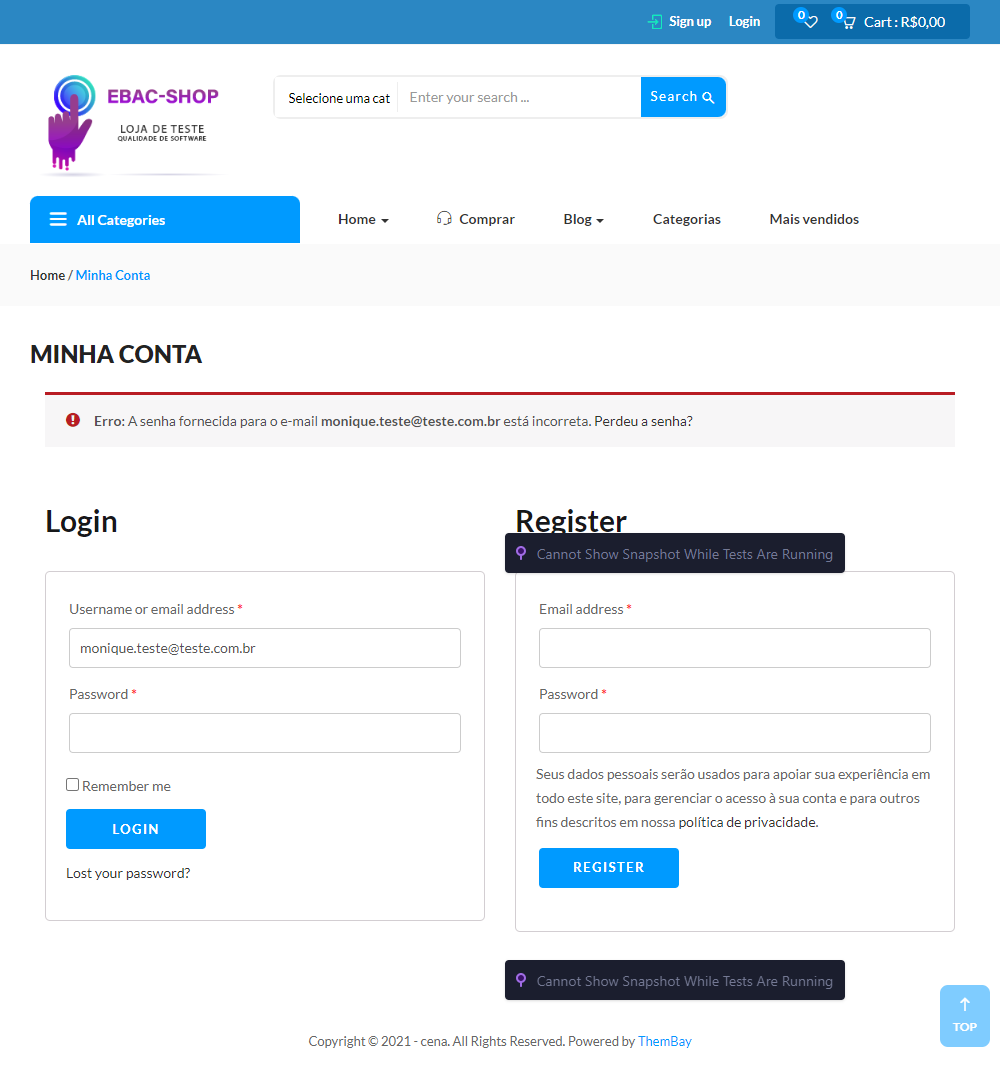 Sign up
Login
0
0
Cart : R$0,00
EBAC-SHOP
LOJA DE TESTE
QUALIDADE DE SOFTWARE
Selecione uma cat
Enter your search ...
Search
All Categories
Home
Comprar
Blog
Categorias
Mais vendidos
Home / Minha Conta
MINHA CONTA
Erro: A senha fornecida para o e-mail monique.teste@teste.com.br está incorreta. Perdeu a senha?
Login
Username or email address *
monique.teste@teste.com.br
Password *
Remember me
LOGIN
Lost your password?
Register
Cannot Show Snapshot While Tests Are Running
Email address *
Password *
Seus dados pessoais serão usados para apoiar sua experiência em
todo este site, para gerenciar o acesso à sua conta e para outros
fins descritos em nossa política de privacidade.
REGISTER
Cannot Show Snapshot While Tests Are Running
TOP
Copyright © 2021 - cena. All Rights Reserved. Powered by ThemBay